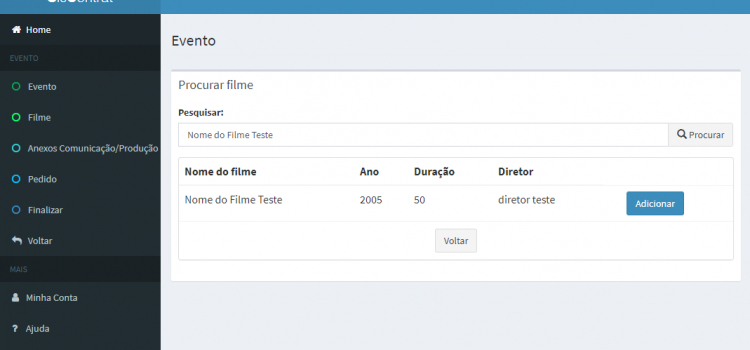 Home
EVENTO
Evento
Filme
Anexos Comunicação/Produção
Pedido
Finalizar
Voltar
MAIS
Minha Conta
Ajuda
Evento
Procurar filme
Pesquisar:
Nome do Filme Teste Procurar
Nome do filme Ano Duração Diretor
Nome do Filme Teste 2005 50 diretor teste Adicionar
Voltar